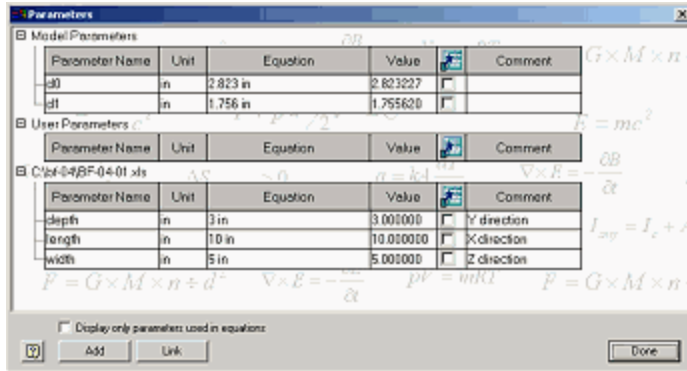 Parameters
Model Parameters
Parameter Name Unit Equation Value Comment
d0 in 2.823 in 2.823227
d1 in 1.756 in 1.755620
User Parameters
Parameter Name Unit Equation Value Comment
C:\bf-04\BF-04-01.xls
Parameter Name Unit Equation Value Comment
depth in 3 in 3.000000 Y direction
length in 10 in 10.000000 X direction
width in 5 in 5.000000 Z direction
F = G × M × n ÷ d² ∇ × E = - ∂B ∂t pV = mRT F = G × M × n
Display only parameters used in equations
Add Link Done